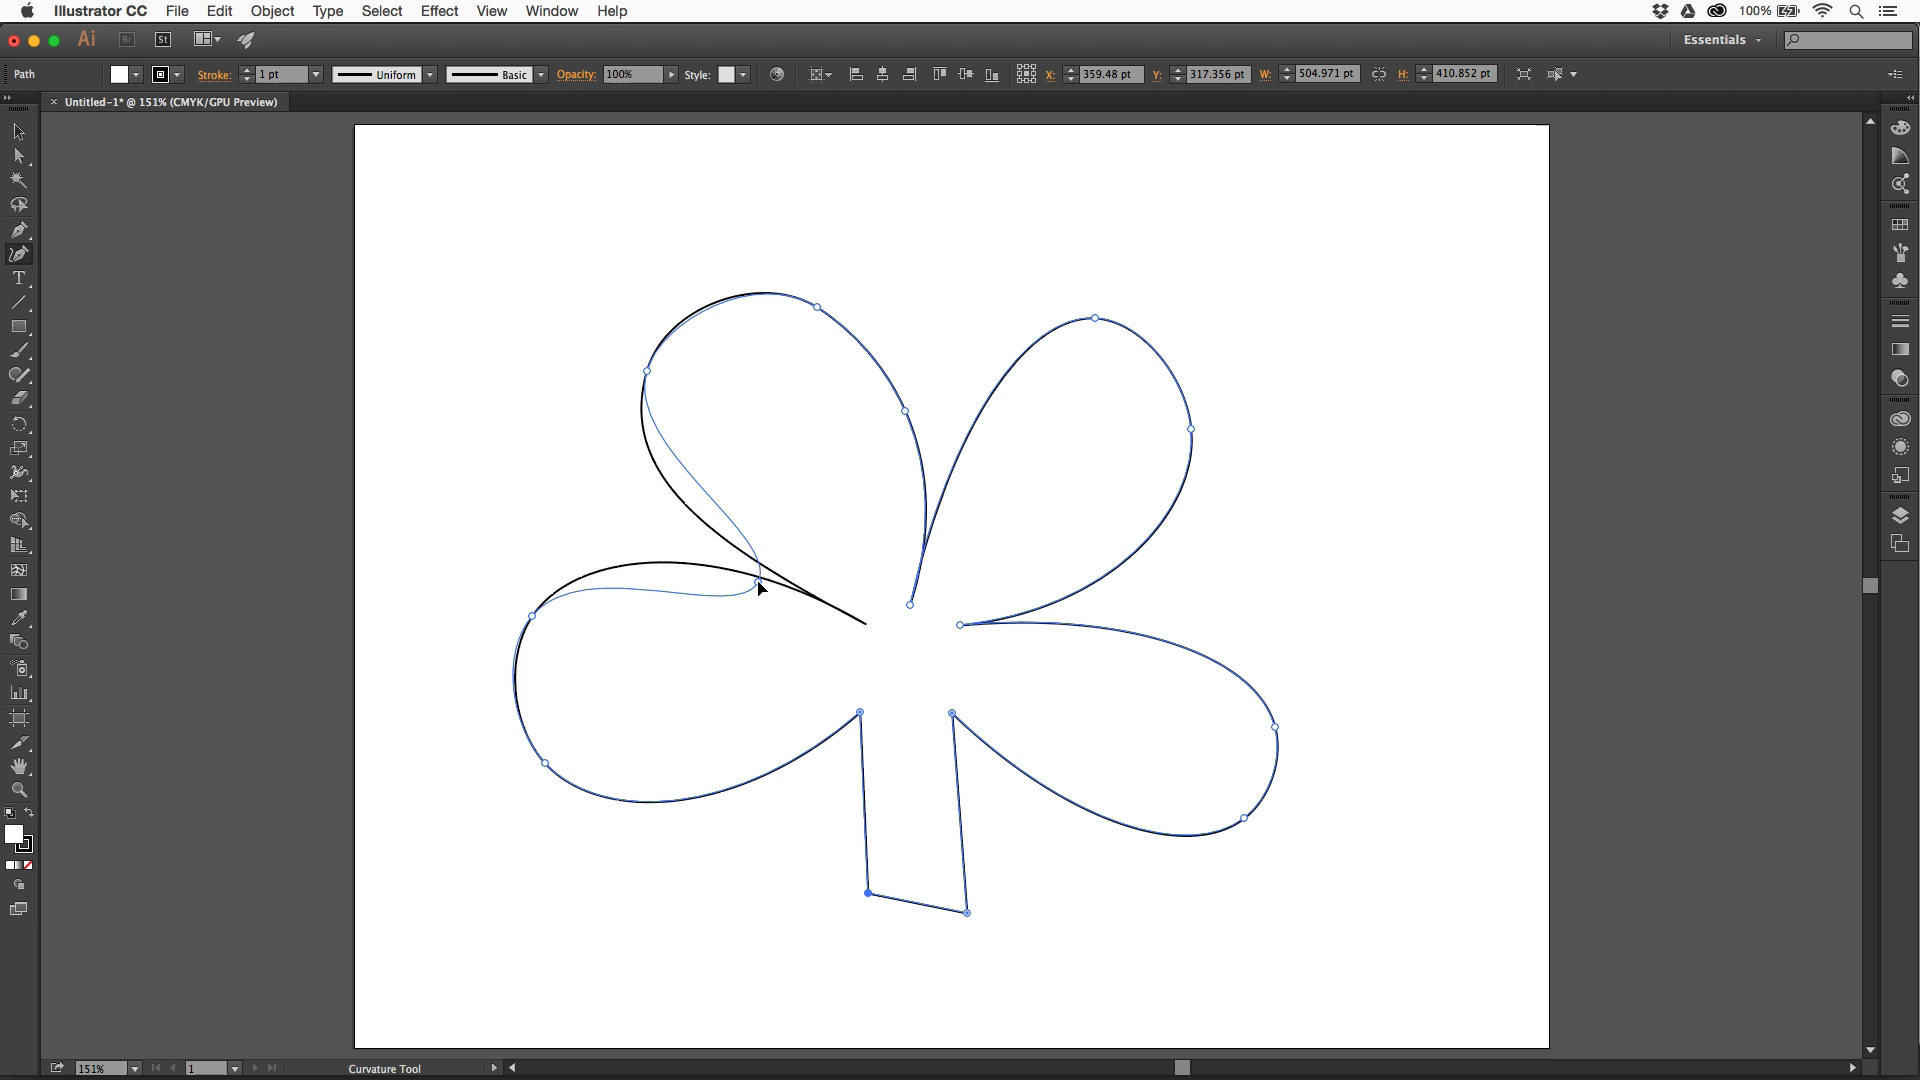 Illustrator CC File Edit Object Type Select Effect View Window Help 100%
Ai Br St Essentials
Path Stroke: 1 pt Uniform Basic Opacity: 100% Style: X: 359.48 pt Y: 317.356 pt W: 504.971 pt H: 410.852 pt
× Untitled-1* @ 151% (CMYK/GPU Preview)
T
151% 1 Curvature Tool